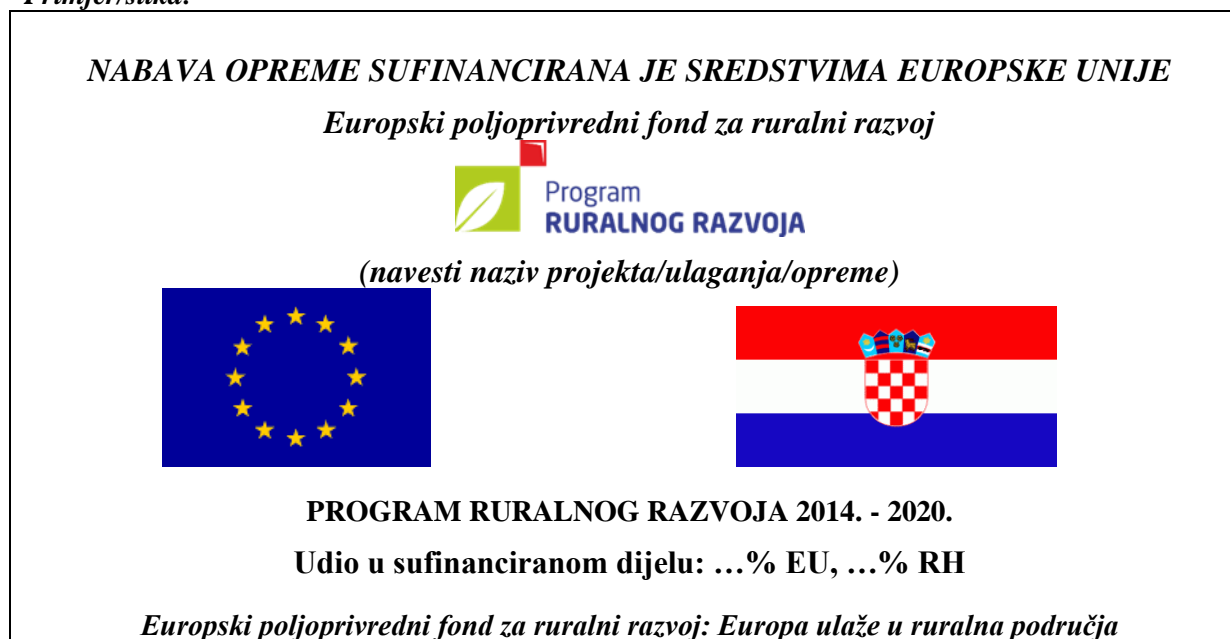 Primjer/slika:
NABAVA OPREME SUFINANCIRANA JE SREDSTVIMA EUROPSKE UNIJE
Europski poljoprivredni fond za ruralni razvoj
Program
RURALNOG RAZVOJA
(navesti naziv projekta/ulaganja/opreme)
PROGRAM RURALNOG RAZVOJA 2014. - 2020.
Udio u sufinanciranom dijelu: …% EU, …% RH
Europski poljoprivredni fond za ruralni razvoj: Europa ulaže u ruralna područja